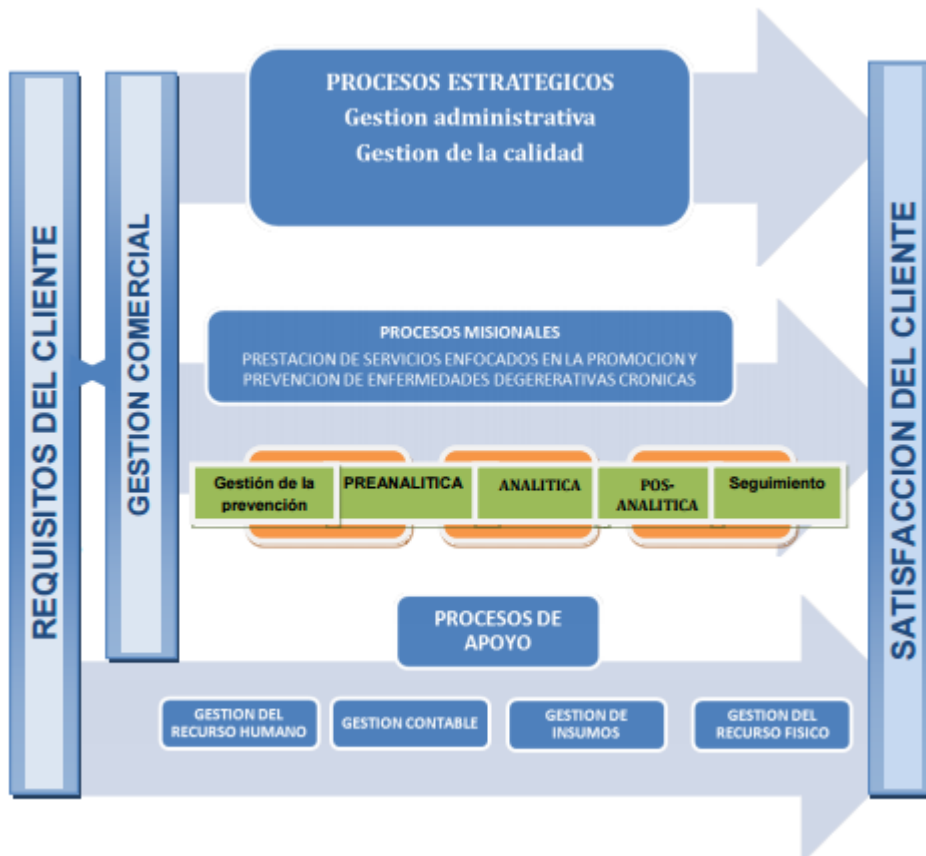 REQUISITOS DEL CLIENTE
GESTION COMERCIAL
PROCESOS ESTRATEGICOS
Gestion administrativa
Gestion de la calidad
PROCESOS MISIONALES
PRESTACION DE SERVICIOS ENFOCADOS EN LA PROMOCION Y
PREVENCION DE ENFERMEDADES DEGERERATIVAS CRONICAS
Gestión de la
prevención
PREANALITICA
ANALITICA
POS-
ANALITICA
Seguimiento
PROCESOS DE
APOYO
GESTION DEL
RECURSO HUMANO
GESTION CONTABLE
GESTION DE
INSUMOS
GESTION DEL
RECURSO FISICO
SATISFACCION DEL CLIENTE